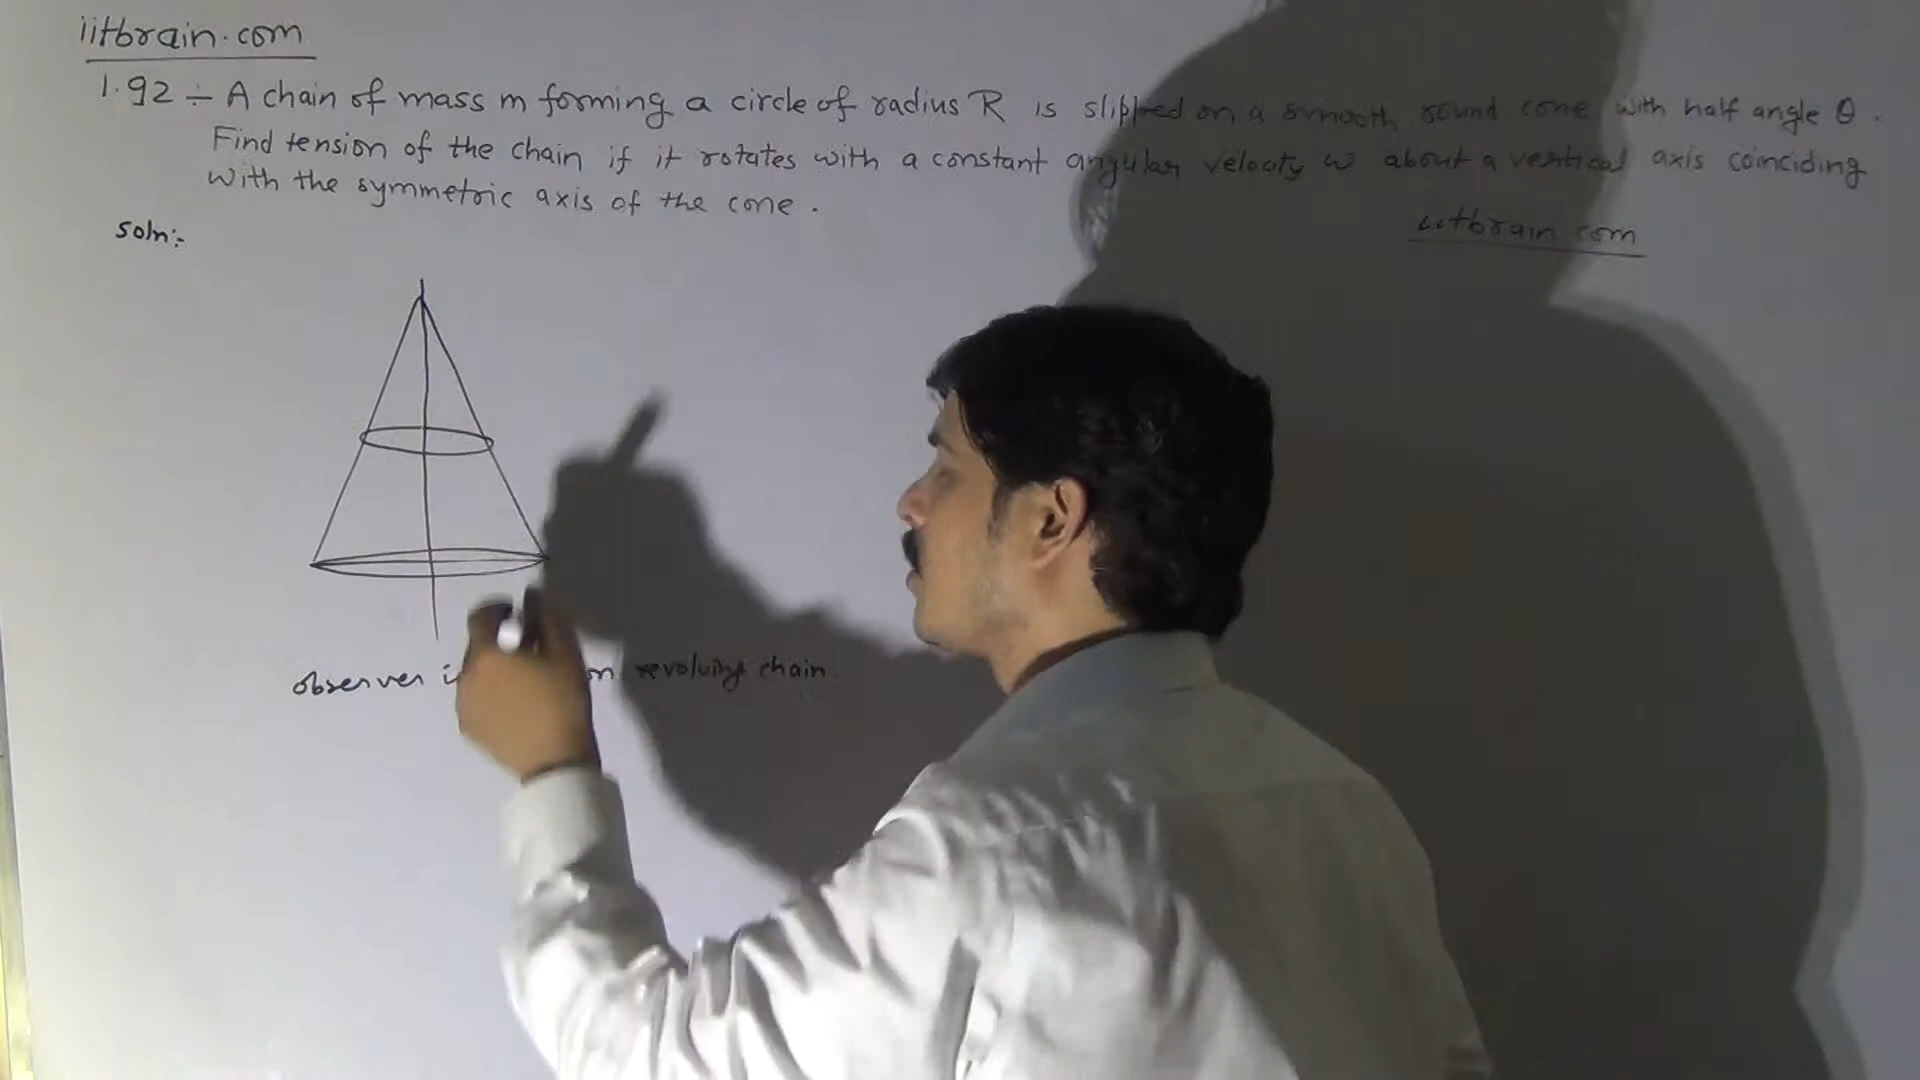 iitbrain.com
1.92 ÷ A chain of mass m forming a circle of radius R is slipped on a smooth round cone with half angle θ.
Find tension of the chain if it rotates with a constant angular velocity w about a vertical axis coinciding
with the symmetric axis of the cone.
iitbrain com
Soln:-
observer on revolving chain